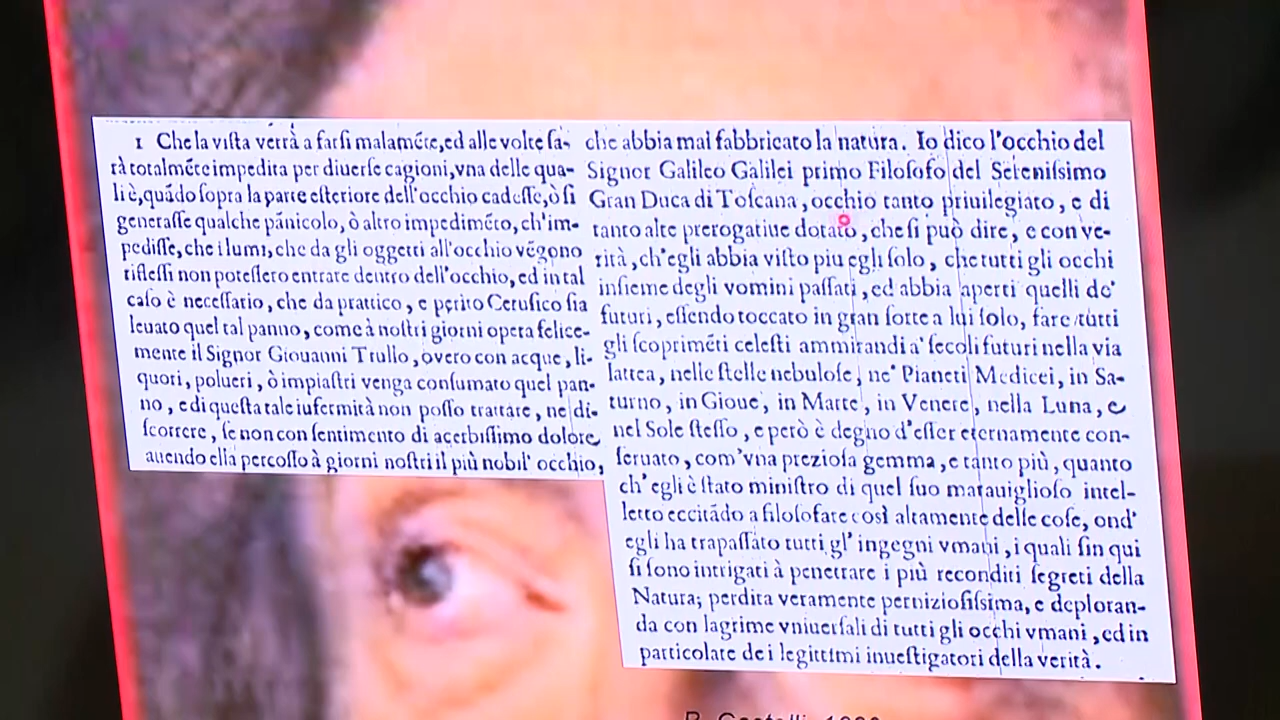 1 Che la vista verrà a farsi malamẽte, ed alle volte sa-
rà totalmẽte impedita per diuerse cagioni, vna delle qua-
li è, quãdo sopra la parte esteriore dell'occhio cadesse, ò si
generasse qualche pãnicolo, ò altro impedimẽto, ch'im-
pedisse, che i lumi, che da gli oggetti all'occhio vẽgono
riflessi non potessero entrare dentro dell'occhio, ed in tal
caso è necessario, che da prattico, e perito Cerusico sia
leuato quel tal panno, come à nostri giorni opera felice-
mente il Signor Giouanni Trullo, overo con acque, li-
quori, polueri, ò impiastri venga consumato quel pan-
no, e di questa tale iufermità non posso trattare, ne di-
scorrere, se non con sentimento di acerbissimo dolore,
auendo ella percosso à giorni nostri il più nobil' occhio,
che abbia mai fabbricato la natura. Io dico l'occhio del
Signor Galileo Galilei primo Filosofo del Serenissimo
Gran Duca di Toscana, occhio tanto priuilegiato, e di
tanto alte prerogatiue dotato, che si può dire, e con ve-
rità, ch'egli abbia visto piu egli solo, che tutti gli occhi
insieme degli vomini passati, ed abbia aperti quelli de'
futuri, essendo toccato in gran sorte a lui solo, fare tutti
gli scoprimẽti celesti ammirandi a' secoli futuri nella via
lattea, nelle stelle nebulose, ne' Pianeti Medicei, in Sa-
turno, in Gioue, in Marte, in Venere, nella Luna, e
nel Sole stesso, e però è degno d'esser eternamente con-
seruato, com'vna preziosa gemma, e tanto più, quanto
ch' egli è stato ministro di quel suo marauiglioso intel-
letto eccitãdo a filosofare così altamente delle cose, ond'
egli ha trapassato tutti gl' ingegni vmani, i quali sin qui
si sono intrigati à penetrare i più reconditi segreti della
Natura; perdita veramente perniziosissima, e deploran-
da con lagrime vniuersali di tutti gli occhi vmani, ed in
particolare de i legittimi inuestigatori della verità.